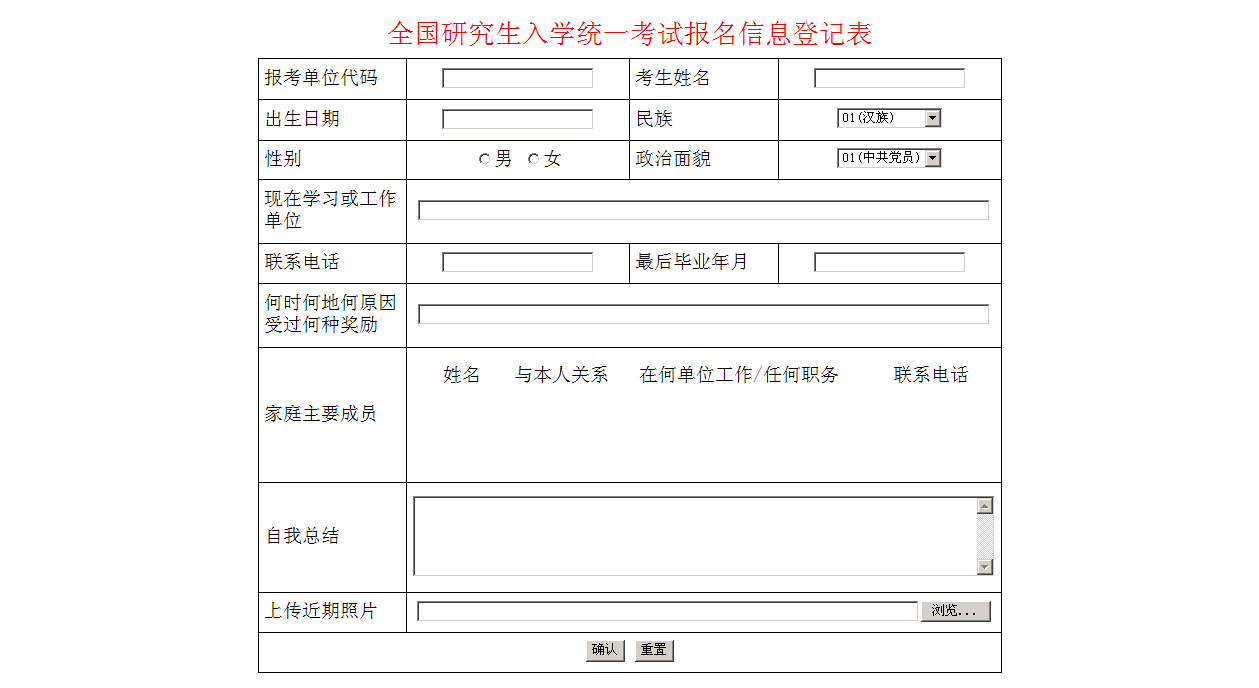 全国研究生入学统一考试报名信息登记表
报考单位代码 考生姓名
出生日期 民族 01(汉族)
性别 男 女 政治面貌 01(中共党员)
现在学习或工作
单位
联系电话 最后毕业年月
何时何地何原因
受过何种奖励
姓名 与本人关系 在何单位工作/任何职务 联系电话
家庭主要成员
自我总结
上传近期照片 浏览...
确认 重置